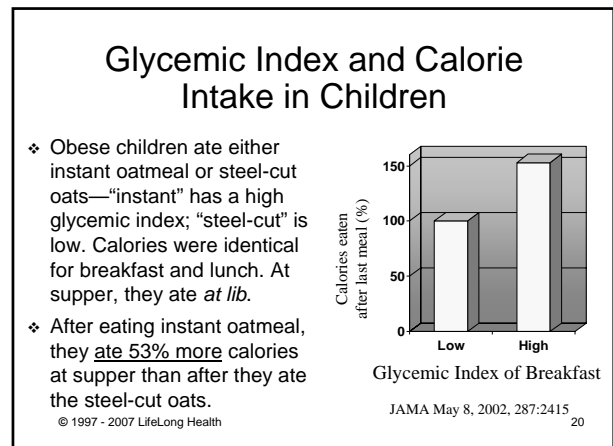 Glycemic Index and Calorie
Intake in Children
❖ Obese children ate either
instant oatmeal or steel-cut
oats—“instant” has a high
glycemic index; “steel-cut” is
low. Calories were identical
for breakfast and lunch. At
supper, they ate at lib.
❖ After eating instant oatmeal,
they ate 53% more calories
at supper than after they ate
the steel-cut oats.
Calories eaten
after last meal (%)
150
100
50
0
Low High
Glycemic Index of Breakfast
JAMA May 8, 2002, 287:2415
© 1997 - 2007 LifeLong Health
20